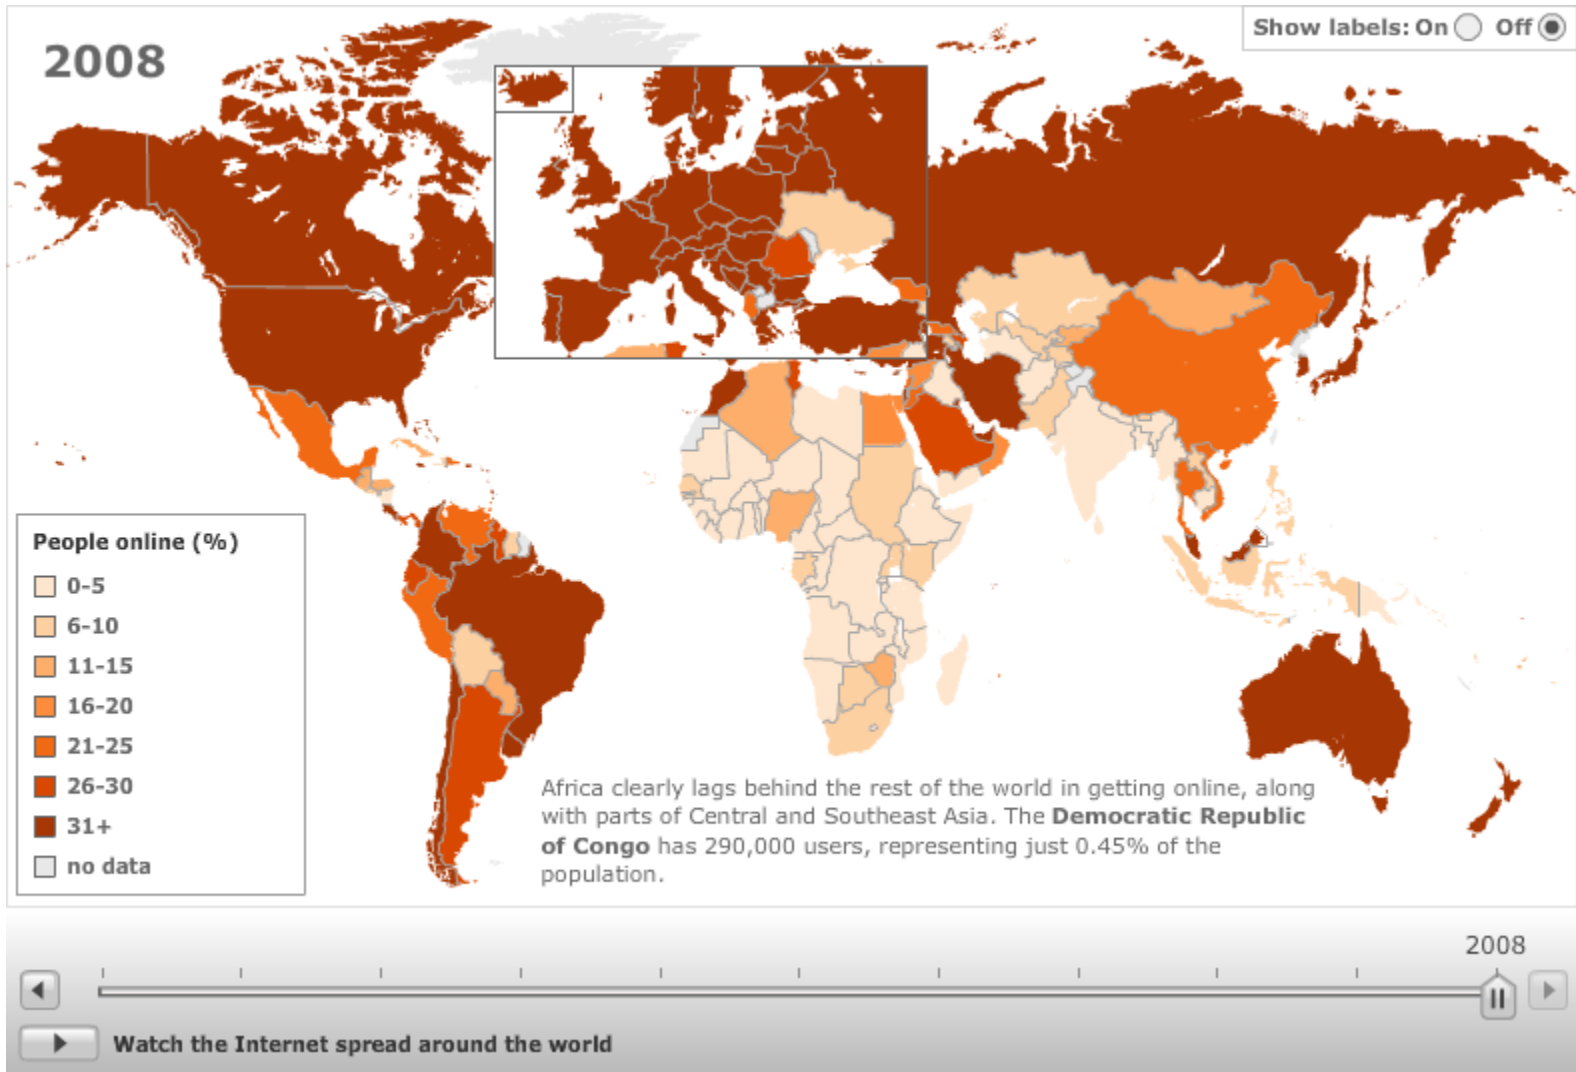 2008
Show labels: On Off
People online (%)
0-5
6-10
11-15
16-20
21-25
26-30
31+
no data
Africa clearly lags behind the rest of the world in getting online, along
with parts of Central and Southeast Asia. The Democratic Republic
of Congo has 290,000 users, representing just 0.45% of the
population.
2008
Watch the Internet spread around the world